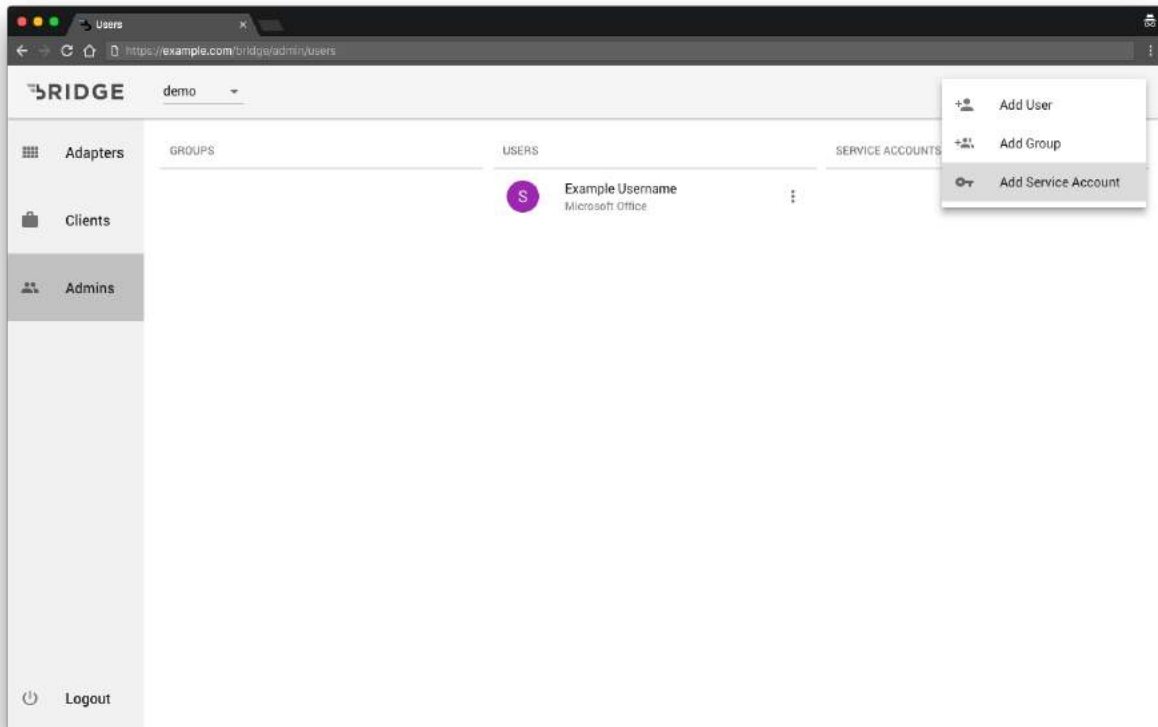 Users
https://example.com/bridge/admin/users
BRIDGE
demo
Add User
Add Group
Add Service Account
Adapters
Clients
Admins
Logout
GROUPS
USERS
SERVICE ACCOUNTS
S
Example Username
Microsoft Office